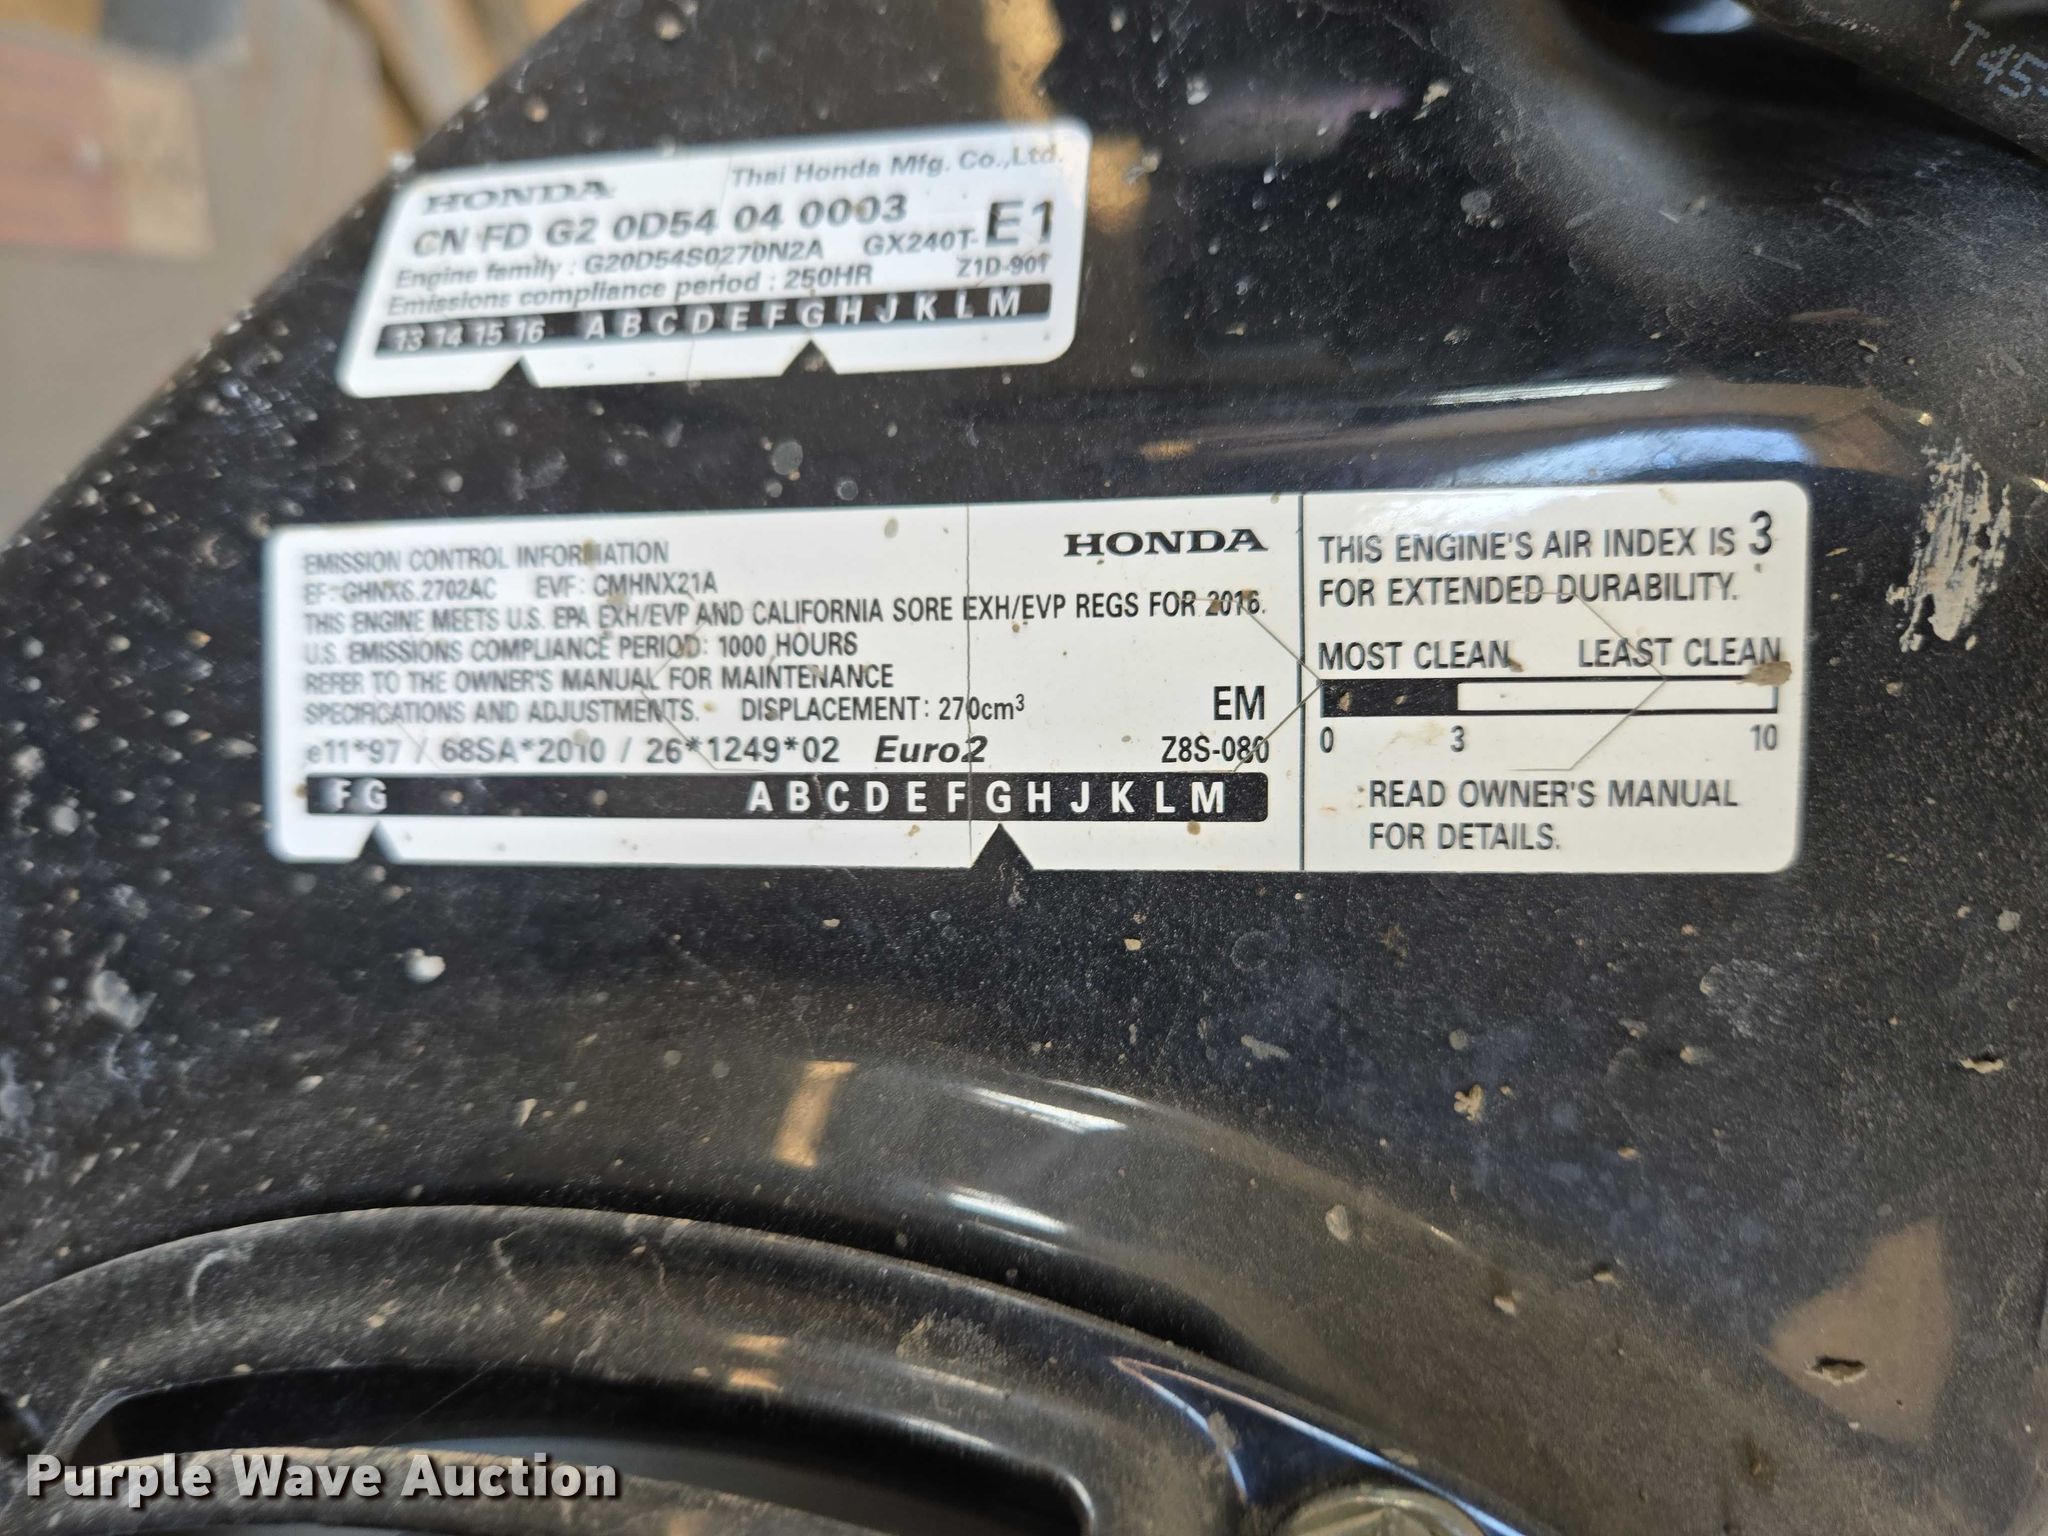 T45
HONDA Thai Honda Mfg. Co.,Ltd.
CN FD G2 0D54 04 0003
Engine family : G20D54S0270N2A GX240T- E1
Emissions compliance period : 250HR Z1D-901
13 14 15 16 A B C D E F G H J K L M
EMISSION CONTROL INFORMATION HONDA
EF: GHNXS.2702AC EVF: CMHNX21A
THIS ENGINE MEETS U.S. EPA EXH/EVP AND CALIFORNIA SORE EXH/EVP REGS FOR 2016.
U.S. EMISSIONS COMPLIANCE PERIOD: 1000 HOURS
REFER TO THE OWNER'S MANUAL FOR MAINTENANCE
SPECIFICATIONS AND ADJUSTMENTS. DISPLACEMENT: 270cm³ EM
e11*97 / 68SA*2010 / 26*1249*02 Euro2 Z8S-080
F G A B C D E F G H J K L M
THIS ENGINE'S AIR INDEX IS 3
FOR EXTENDED DURABILITY.
MOST CLEAN LEAST CLEAN
0 3 10
READ OWNER'S MANUAL
FOR DETAILS.
Purple Wave Auction